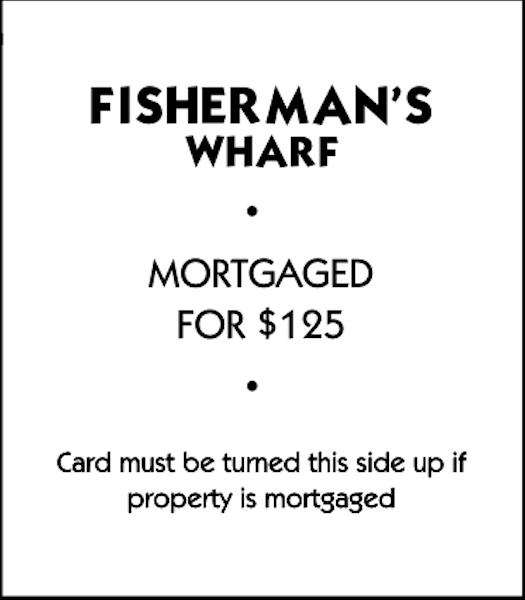 FISHERMAN'S
WHARF
•
MORTGAGED
FOR $125
•
Card must be turned this side up if
property is mortgaged